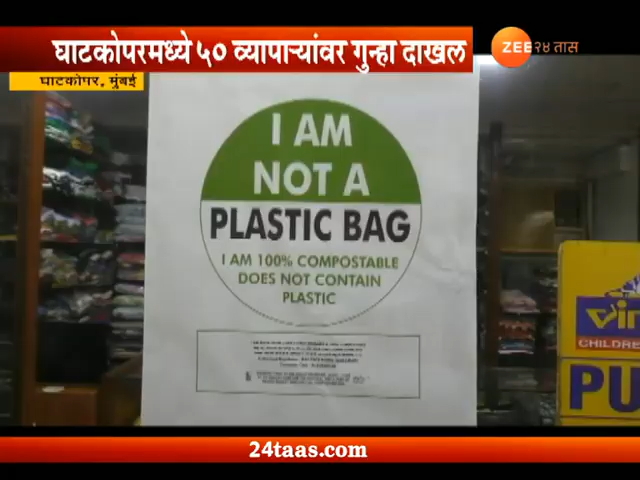 घाटकोपरमध्ये ५० व्यापाऱ्यांवर गुन्हा दाखल
ZEE २४ तास
घाटकोपर, मुंबई
I AM
NOT A
PLASTIC BAG
I AM 100% COMPOSTABLE
DOES NOT CONTAIN
PLASTIC
CHILDREN
PU
24taas.com